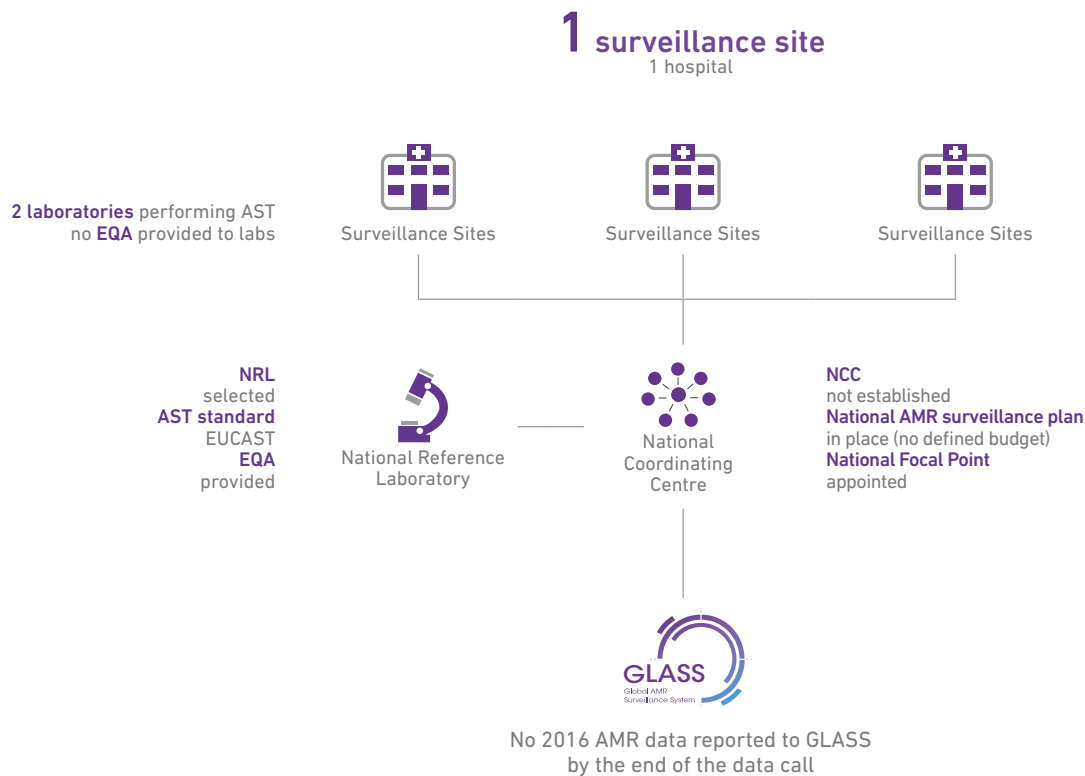 1 surveillance site
1 hospital
2 laboratories performing AST
no EQA provided to labs
Surveillance Sites
Surveillance Sites
Surveillance Sites
NRL
selected
AST standard
EUCAST
EQA
provided
National Reference
Laboratory
National
Coordinating
Centre
NCC
not established
National AMR surveillance plan
in place (no defined budget)
National Focal Point
appointed
GLASS
Global AMR
Surveillance System
No 2016 AMR data reported to GLASS
by the end of the data call